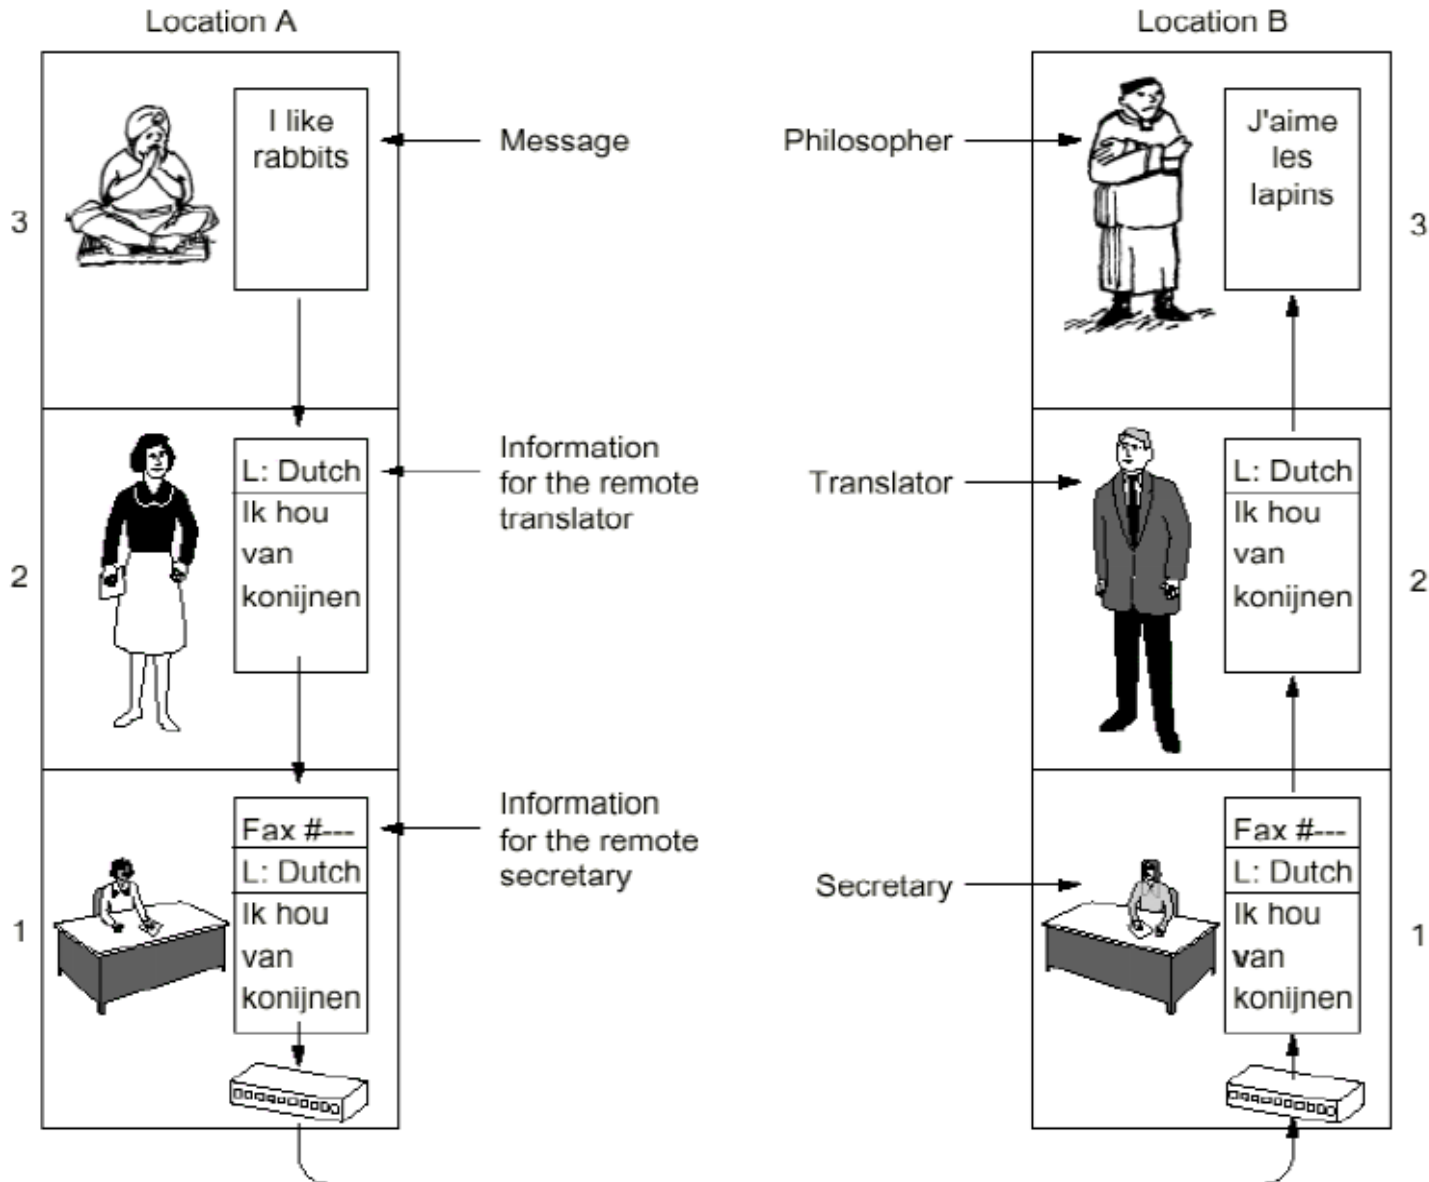 Location A
Location B
I like
rabbits
Message
Philosopher
J'aime
les
lapins
3
3
L: Dutch
Ik hou
van
konijnen
Information
for the remote
translator
Translator
L: Dutch
Ik hou
van
konijnen
2
2
Fax #---
L: Dutch
Ik hou
van
konijnen
Information
for the remote
secretary
Secretary
Fax #---
L: Dutch
Ik hou
van
konijnen
1
1